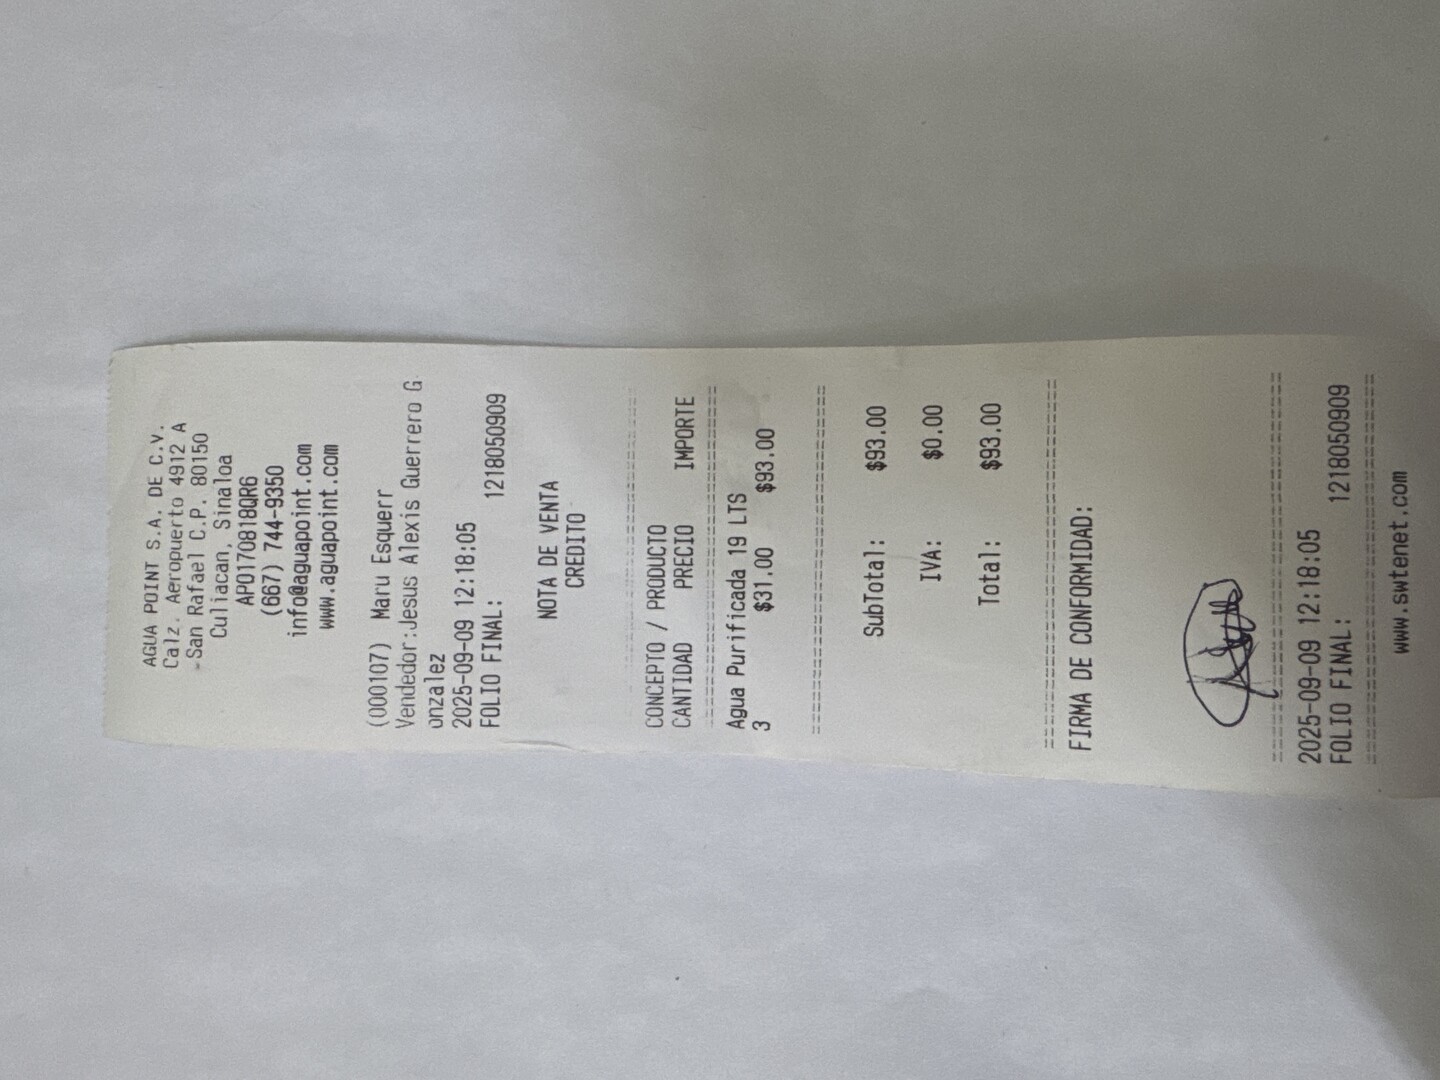 AGUA POINT S.A. DE C.V.
Calz. Aeropuerto 4912 A
San Rafael C.P. 80150
Culiacan, Sinaloa
APO170818QR6
(667) 744-9350
info@aguapoint.com
www.aguapoint.com
(000107) Maru Esquerr
Vendedor:Jesus Alexis Guerrero G
onzalez
2025-09-09 12:18:05
FOLIO FINAL: 1218050909
NOTA DE VENTA
CREDITO
================================
CONCEPTO / PRODUCTO
CANTIDAD PRECIO IMPORTE
================================
Agua Purificada 19 LTS
3 $31.00 $93.00
================================
SubTotal: $93.00
IVA: $0.00
Total: $93.00
================================
FIRMA DE CONFORMIDAD:
================================
2025-09-09 12:18:05
FOLIO FINAL: 1218050909
================================
www.swtenet.com